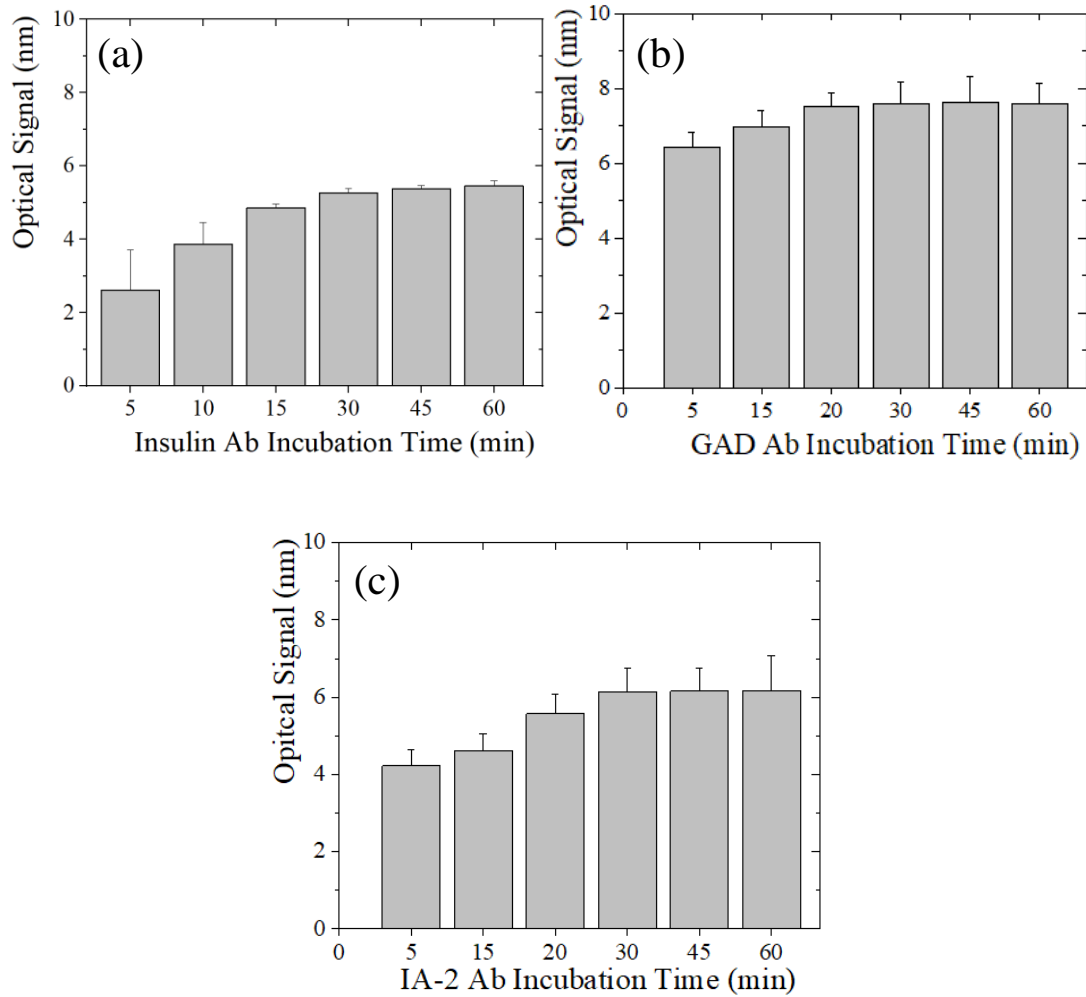 (a)
Optical Signal (nm)
10
8
6
4
2
0
5 10 15 30 45 60
Insulin Ab Incubation Time (min)
(b)
Optical Signal (nm)
10
8
6
4
2
0
0 5 15 20 30 45 60
GAD Ab Incubation Time (min)
(c)
Opitcal Signal (nm)
10
8
6
4
2
0
0 5 15 20 30 45 60
IA-2 Ab Incubation Time (min)